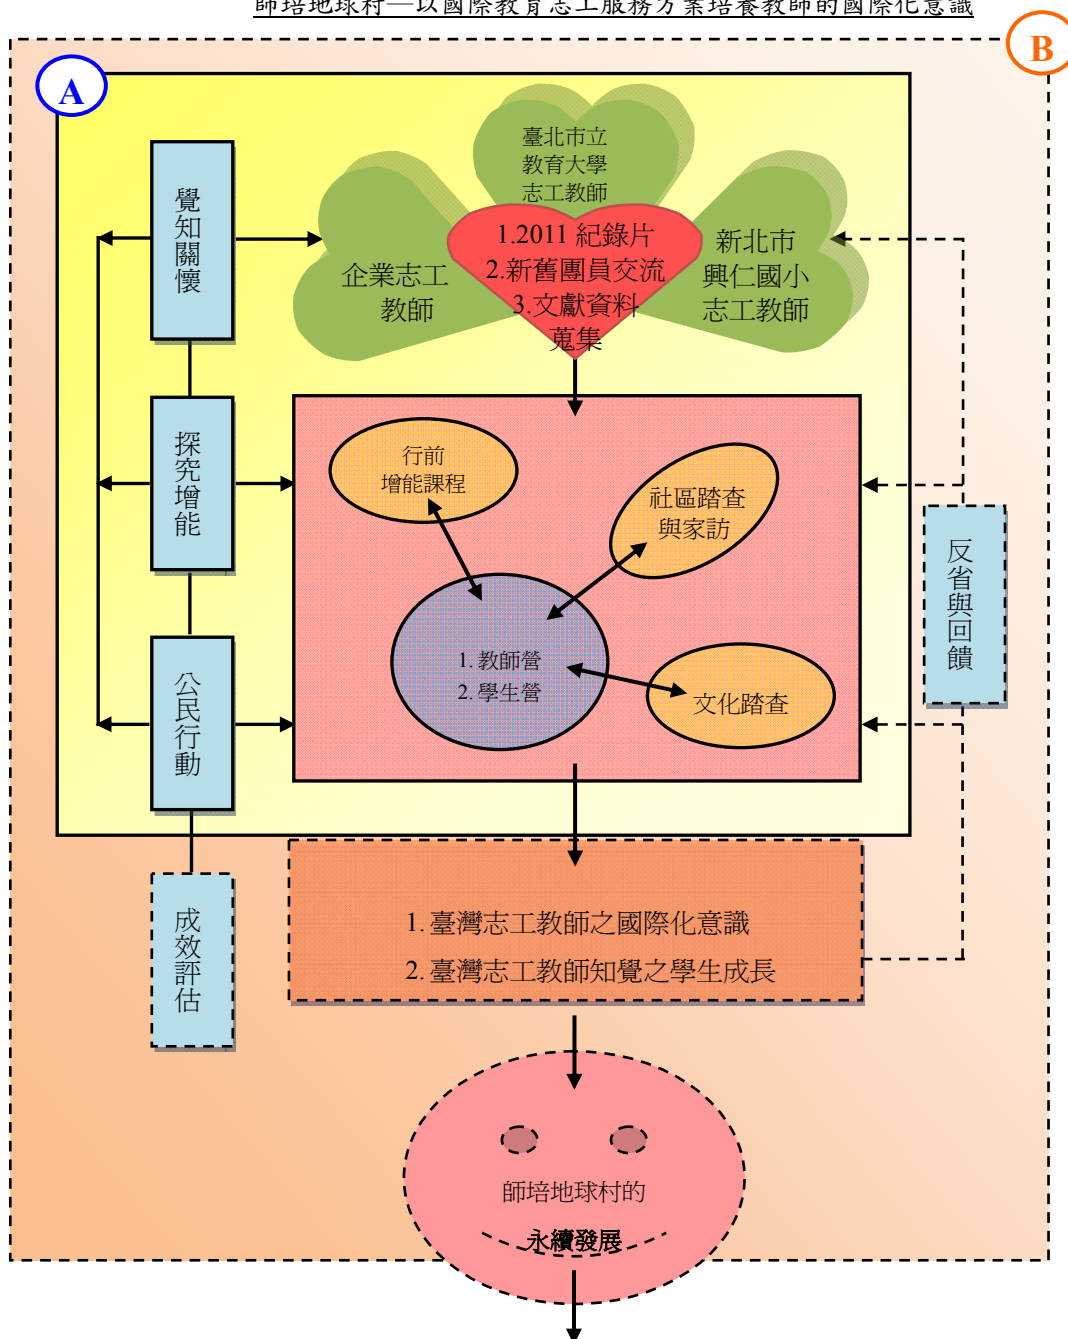 師培地球村—以國際教育志工服務方案培養教師的國際化意識
A
B
覺知關懷
臺北市立
教育大學
志工教師
企業志工
教師
1.2011 紀錄片
2.新舊團員交流
3.文獻資料
蒐集
新北市
興仁國小
志工教師
探究增能
行前
增能課程
社區踏查
與家訪
反省與回饋
公民行動
1. 教師營
2. 學生營
文化踏查
成效評估
1. 臺灣志工教師之國際化意識
2. 臺灣志工教師知覺之學生成長
師培地球村的
永續發展